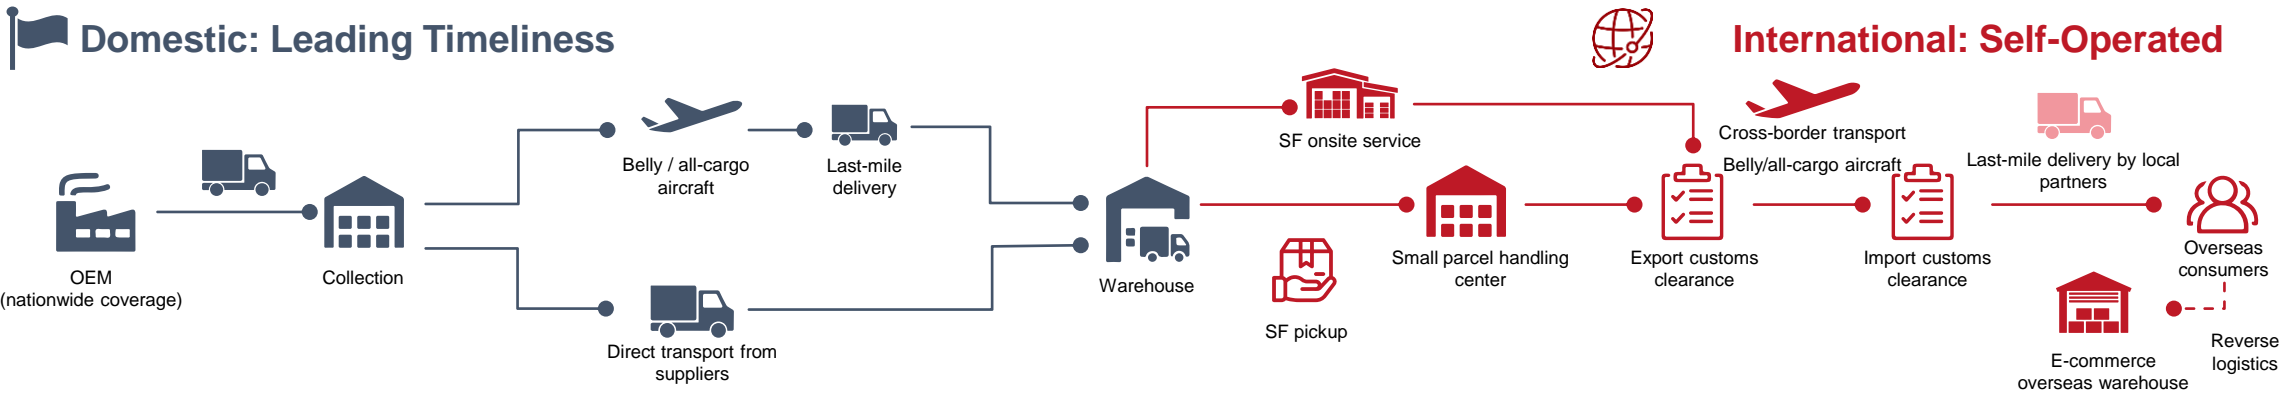 Domestic: Leading Timeliness
International: Self-Operated
OEM
(nationwide coverage)
Collection
Belly / all-cargo
aircraft
Last-mile
delivery
Direct transport from
suppliers
Warehouse
SF onsite service
SF pickup
Small parcel handling
center
Export customs
clearance
Cross-border transport
Belly/all-cargo aircraft
Import customs
clearance
Last-mile delivery by local
partners
Overseas
consumers
E-commerce
overseas warehouse
Reverse
logistics